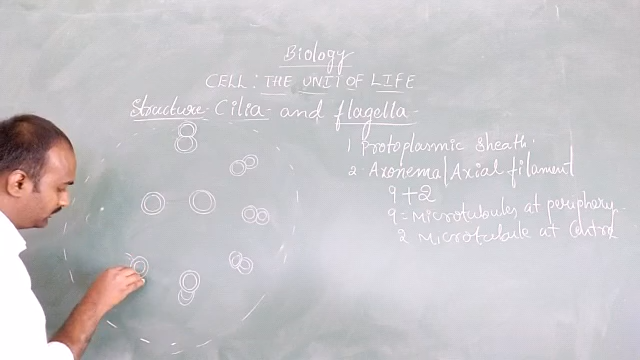 Biology
CELL: THE UNIT OF LIFE
Structure - Cilia - and flagella -
1 Protoplasmic sheath.
2. Axonema/Axial filament
9+2
9 = Microtubules at periphery
2 Microtubule at Centre